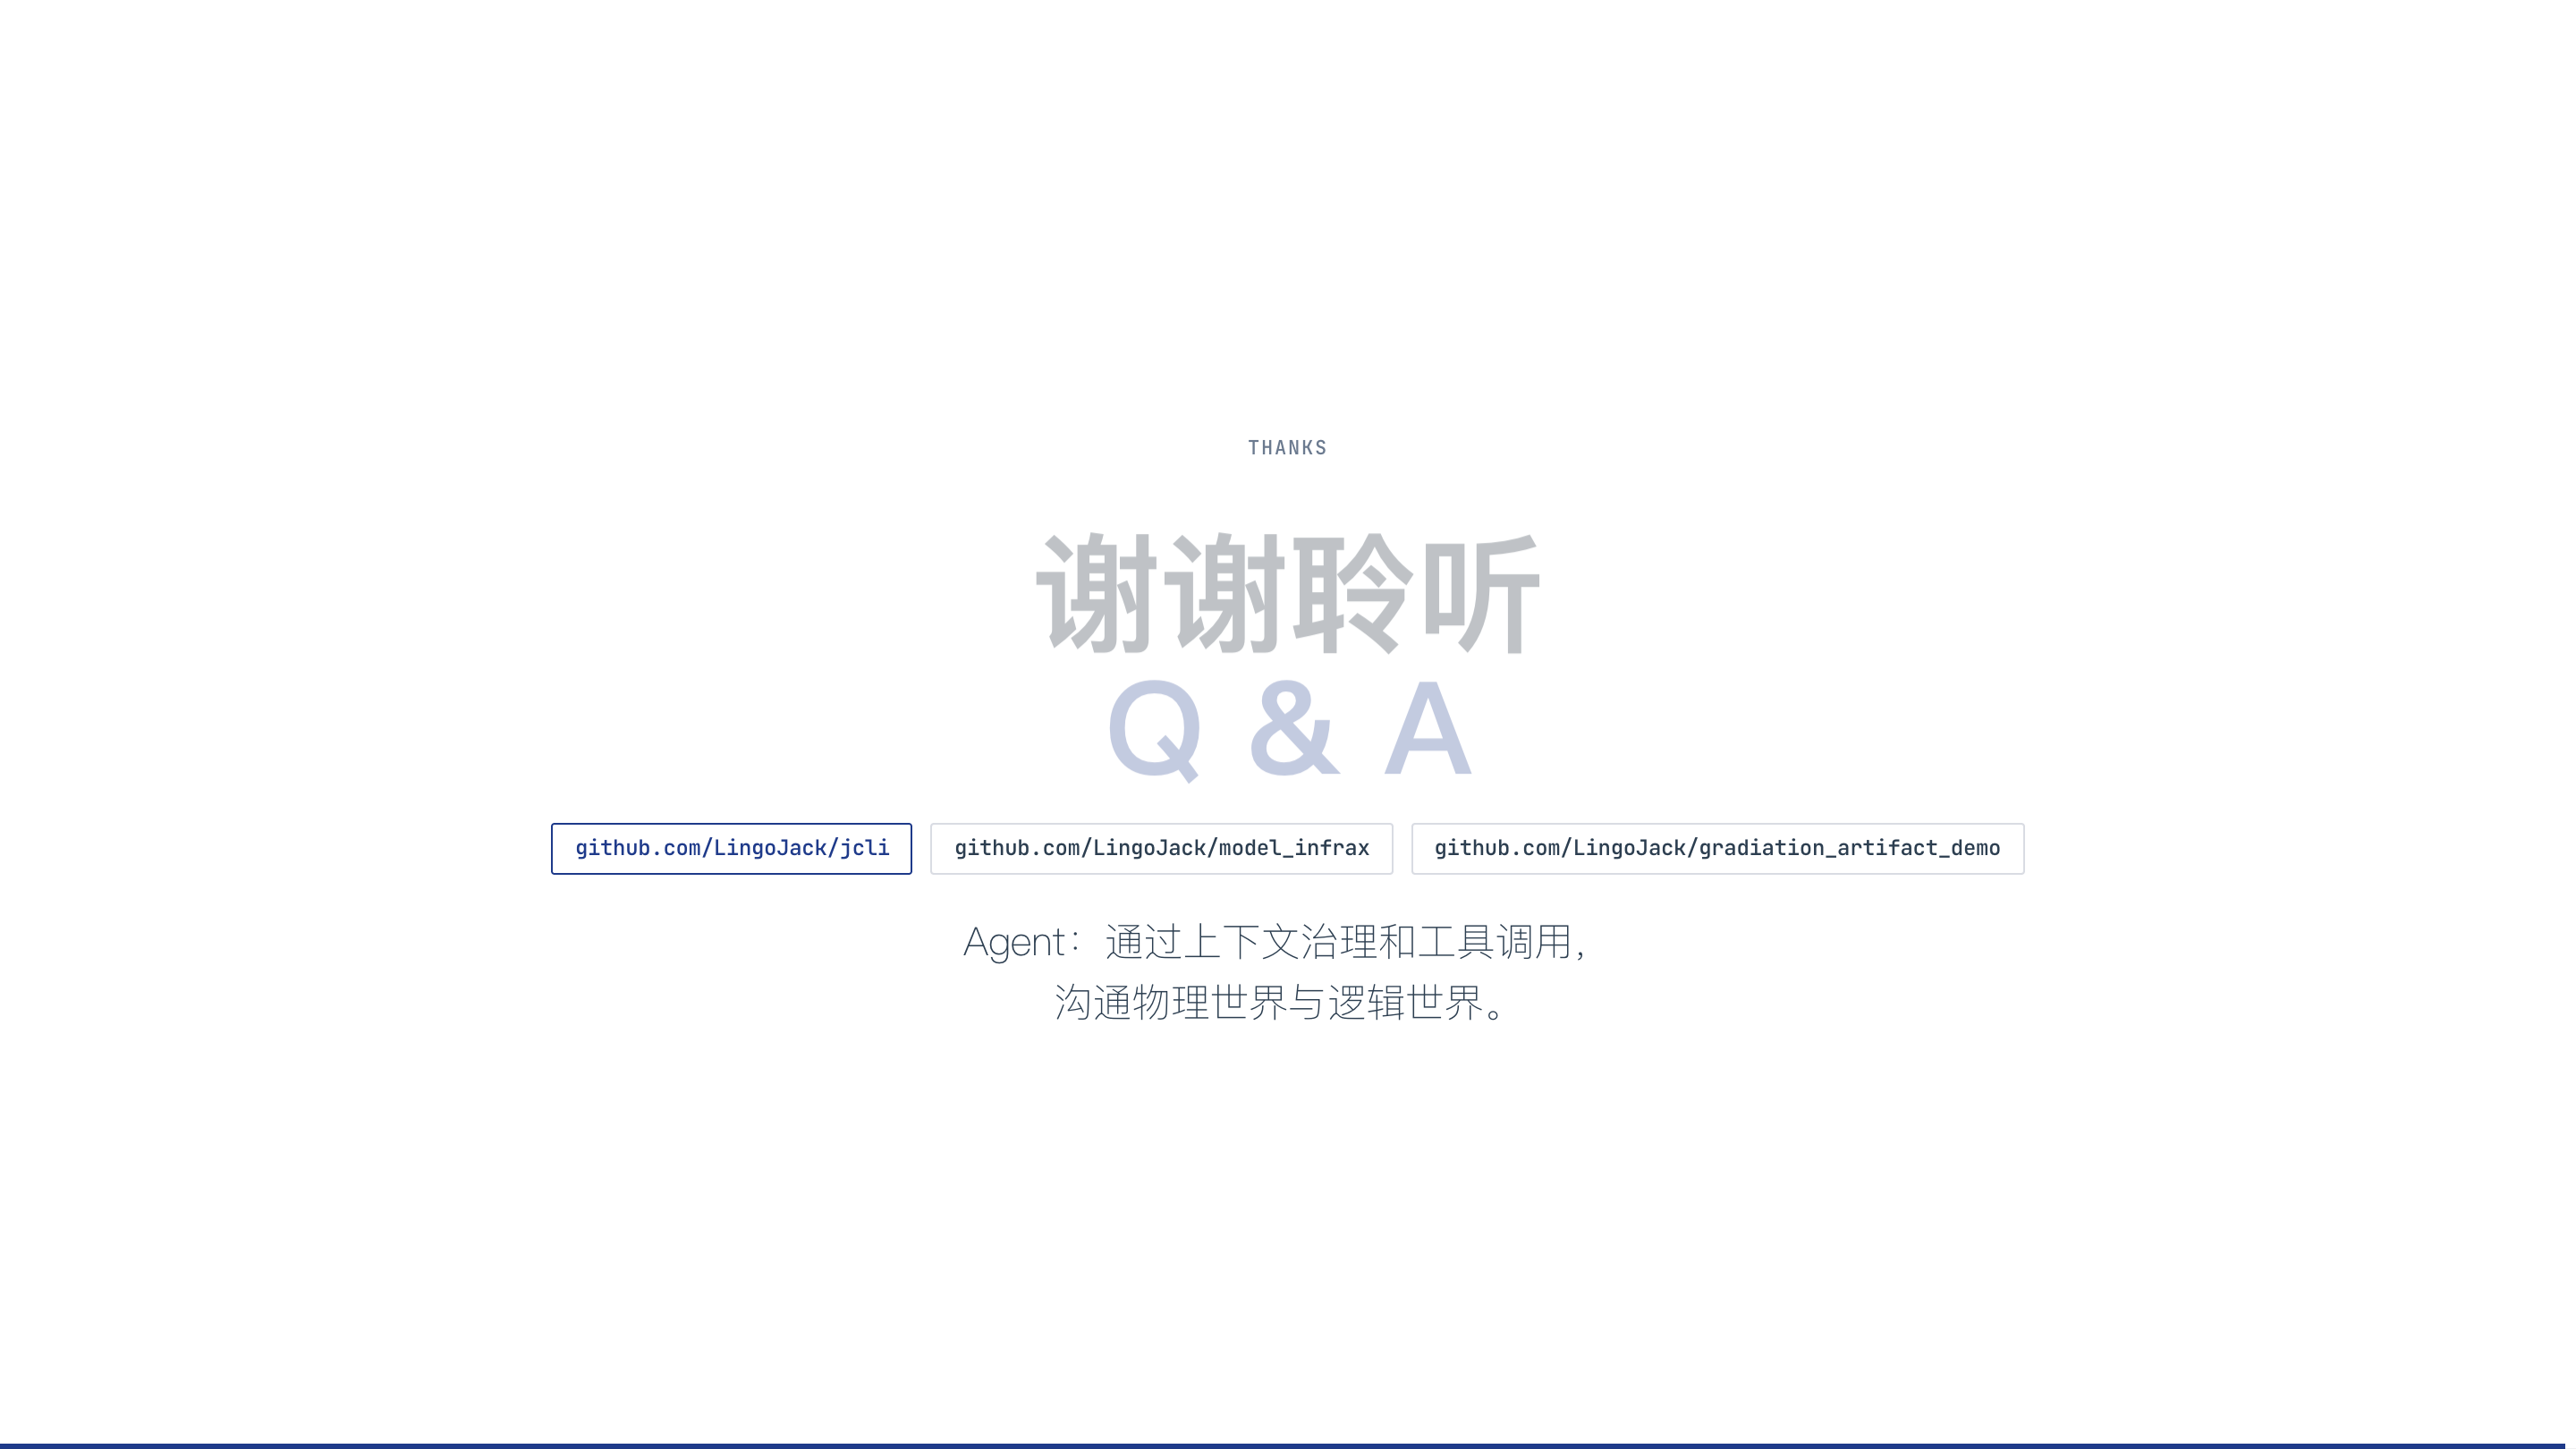 THANKS
谢谢聆听
Q & A
github.com/LingoJack/jcli
github.com/LingoJack/model_infrax
github.com/LingoJack/gradiation_artifact_demo
Agent：通过上下文治理和工具调用，
沟通物理世界与逻辑世界。